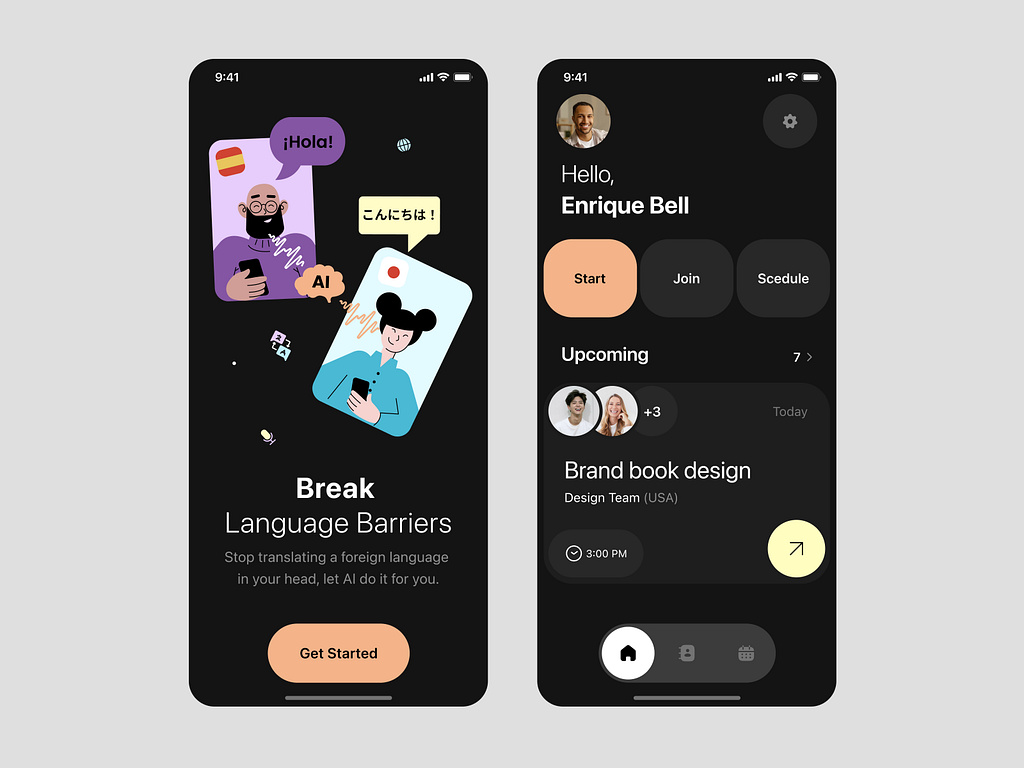 9:41
¡Hola!
こんにちは！
AI
Break
Language Barriers
Stop translating a foreign language
in your head, let AI do it for you.
Get Started
9:41
Hello,
Enrique Bell
Start
Join
Scedule
Upcoming
7
+3
Today
Brand book design
Design Team (USA)
3:00 PM